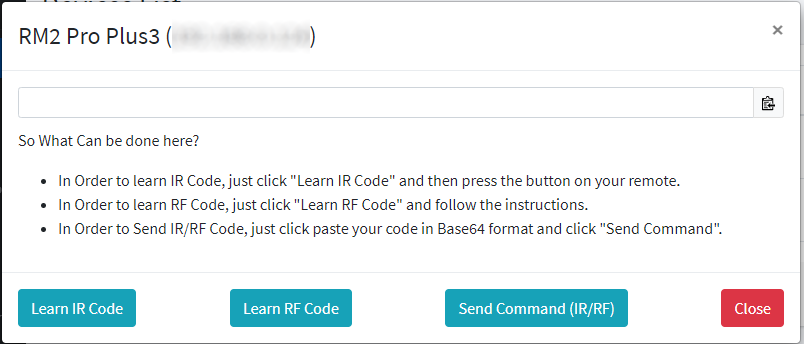 RM2 Pro Plus3 ( )
×
So What Can be done here?
In Order to learn IR Code, just click "Learn IR Code" and then press the button on your remote.
In order to learn RF Code, just click "Learn RF Code" and follow the instructions.
In Order to Send IR/RF Code, just click paste your code in Base64 format and click "Send Command".
Learn IR Code
Learn RF Code
Send Command (IR/RF)
Close